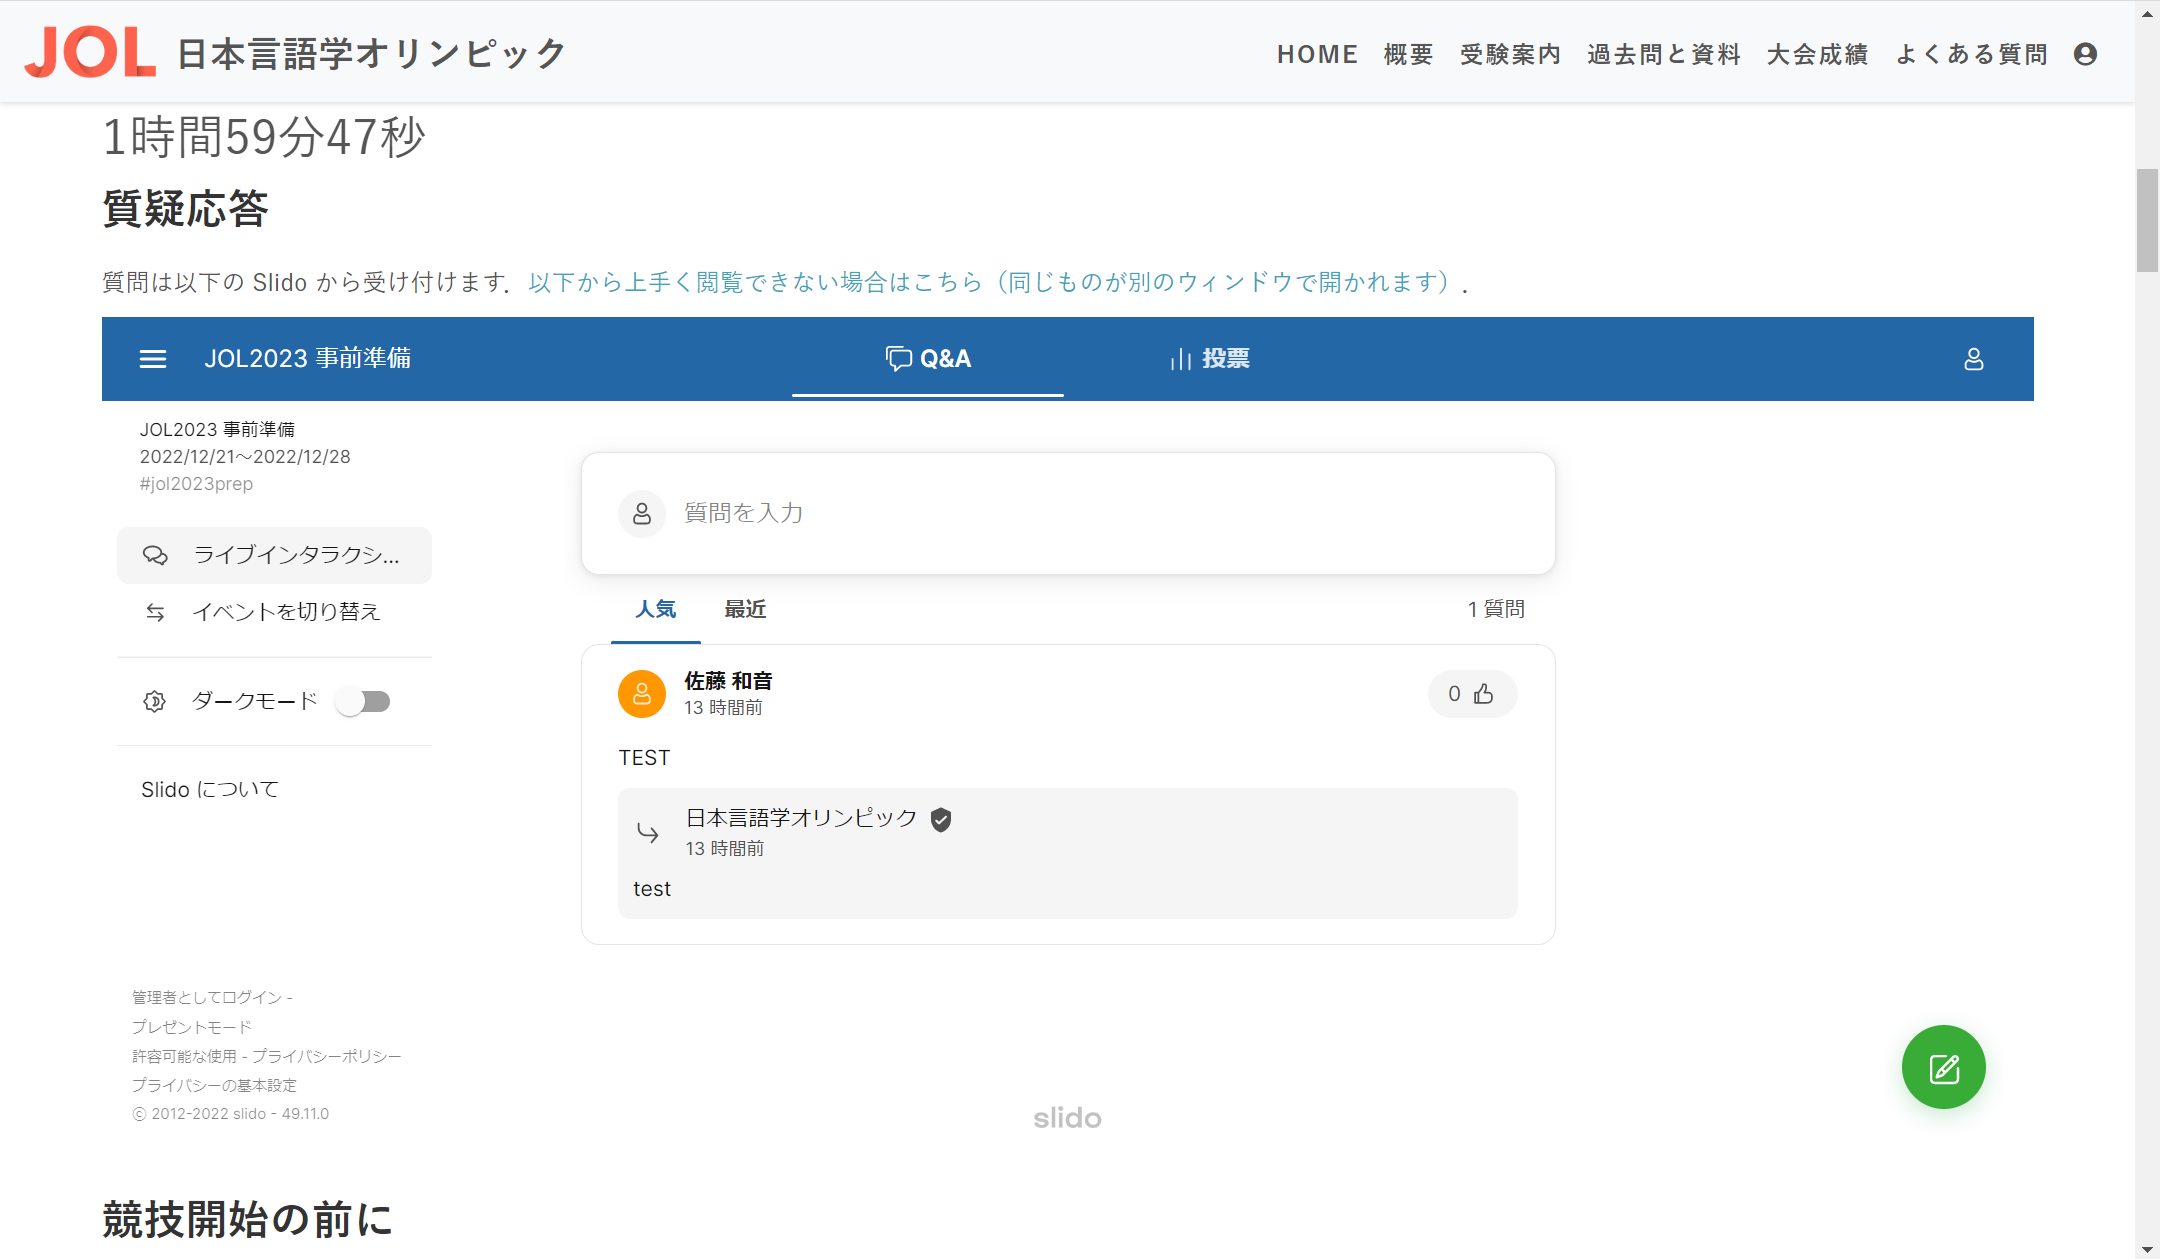 JOL 日本言語学オリンピック
HOME 概要 受験案内 過去問と資料 大会成績 よくある質問
1時間59分47秒
質疑応答
質問は以下の Slido から受け付けます．以下から上手く閲覧できない場合はこちら（同じものが別のウィンドウで開かれます）．
JOL2023 事前準備
Q&A
投票
JOL2023 事前準備
2022/12/21～2022/12/28
#jol2023prep
ライブインタラクシ...
イベントを切り替え
ダークモード
Slido について
質問を入力
人気 最近 1 質問
佐藤 和音
13 時間前
0
TEST
日本言語学オリンピック
13 時間前
test
管理者としてログイン -
プレゼントモード
許容可能な使用 - プライバシーポリシー
プライバシーの基本設定
© 2012-2022 slido - 49.11.0
slido
競技開始の前に